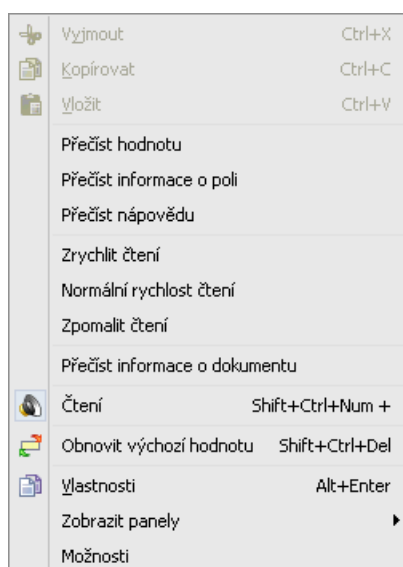 Vyjmout Ctrl+X
Kopírovat Ctrl+C
Vložit Ctrl+V
Přečíst hodnotu
Přečíst informace o poli
Přečíst nápovědu
Zrychlit čtení
Normální rychlost čtení
Zpomalit čtení
Přečíst informace o dokumentu
Čtení Shift+Ctrl+Num +
Obnovit výchozí hodnotu Shift+Ctrl+Del
Vlastnosti Alt+Enter
Zobrazit panely
Možnosti